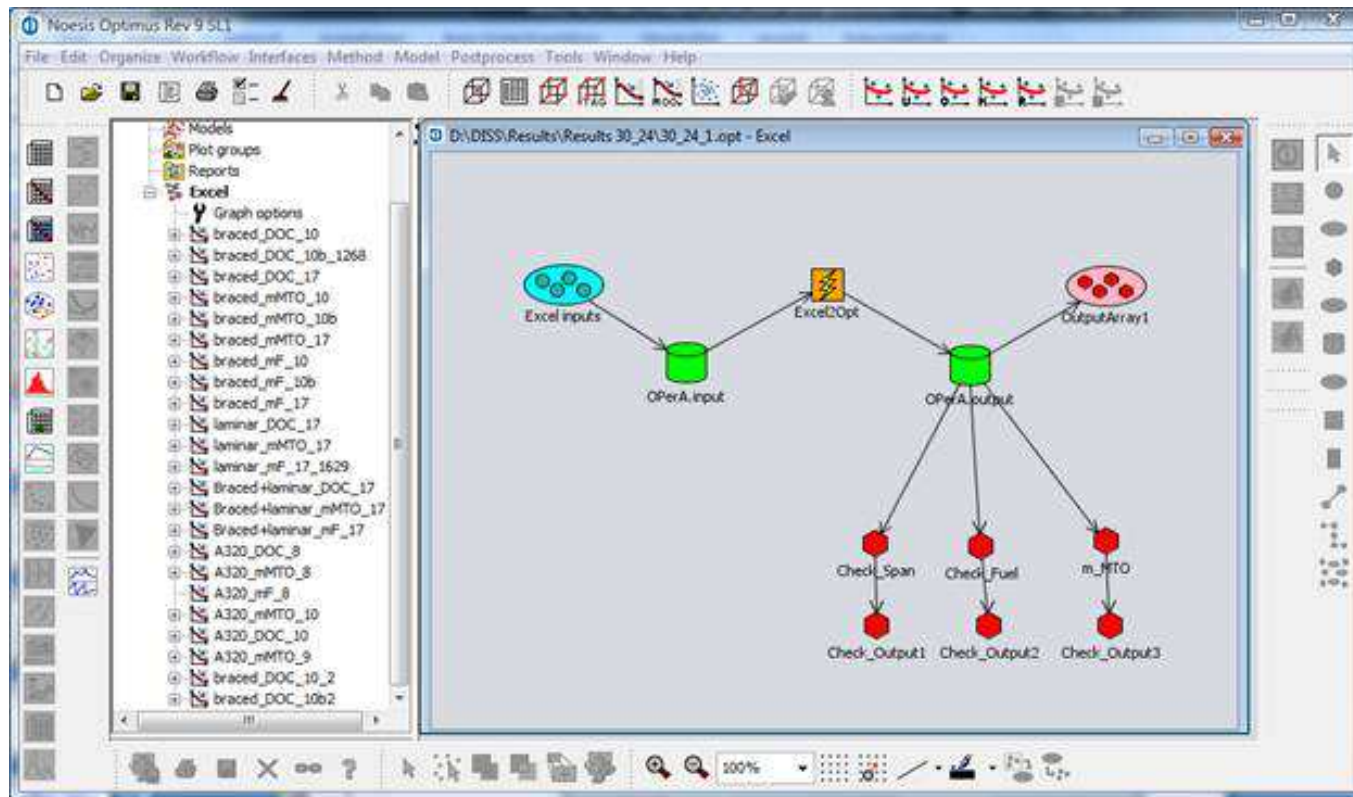 Noesis Optimus Rev 9 SL1
File Edit Organize Workflow Interfaces Method Model Postprocess Tools Window Help
Models
Plot groups
Reports
Excel
Graph options
braced_DOC_10
braced_DOC_10b_1268
braced_DOC_17
braced_mMTO_10
braced_mMTO_10b
braced_mMTO_17
braced_mF_10
braced_mF_10b
braced_mF_17
laminar_DOC_17
laminar_mMTO_17
laminar_mF_17_1629
Braced+laminar_DOC_17
Braced+laminar_mMTO_17
Braced+laminar_mF_17
A320_DOC_8
A320_mMTO_8
A320_mF_8
A320_mMTO_10
A320_DOC_10
A320_mMTO_9
braced_DOC_10_2
braced_DOC_10b2
D:\DISS\Results\Results 30_24\30_24_1.opt - Excel
Excel inputs
Excel2Opt
OutputArray1
OPerA.input
OPerA.output
Check_Span
Check_Fuel
m_MTO
Check_Output1
Check_Output2
Check_Output3
100%